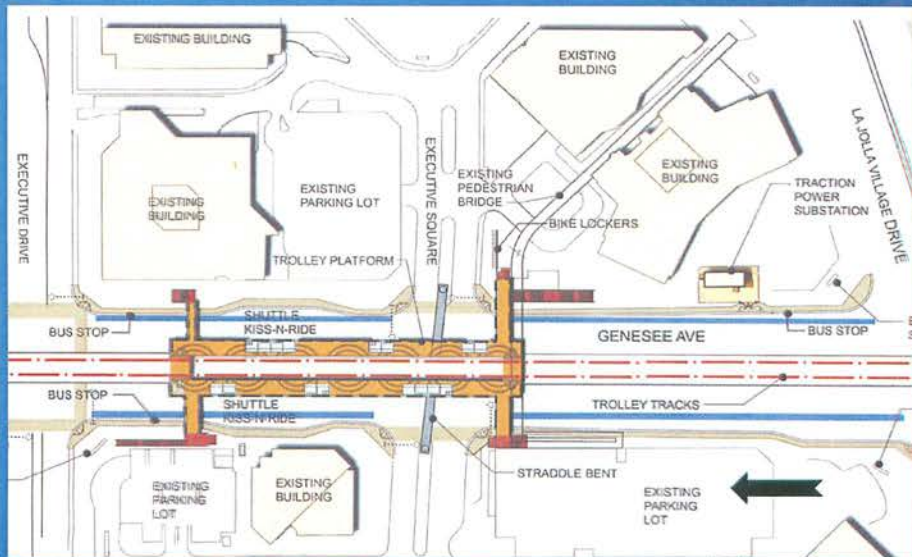 EXISTING BUILDING
EXISTING
BUILDING
LA JOLLA VILLAGE DRIVE
EXECUTIVE DRIVE
EXISTING
BUILDING
EXISTING
PARKING LOT
EXECUTIVE SQUARE
EXISTING
PEDESTRIAN
BRIDGE
EXISTING
BUILDING
TRACTION
POWER
SUBSTATION
BIKE LOCKERS
TROLLEY PLATFORM
BUS STOP
SHUTTLE
KISS-N-RIDE
GENESEE AVE
BUS STOP
BUS STOP
SHUTTLE
KISS-N-RIDE
TROLLEY TRACKS
STRADDLE BENT
EXISTING
PARKING
LOT
EXISTING
BUILDING
EXISTING
PARKING
LOT